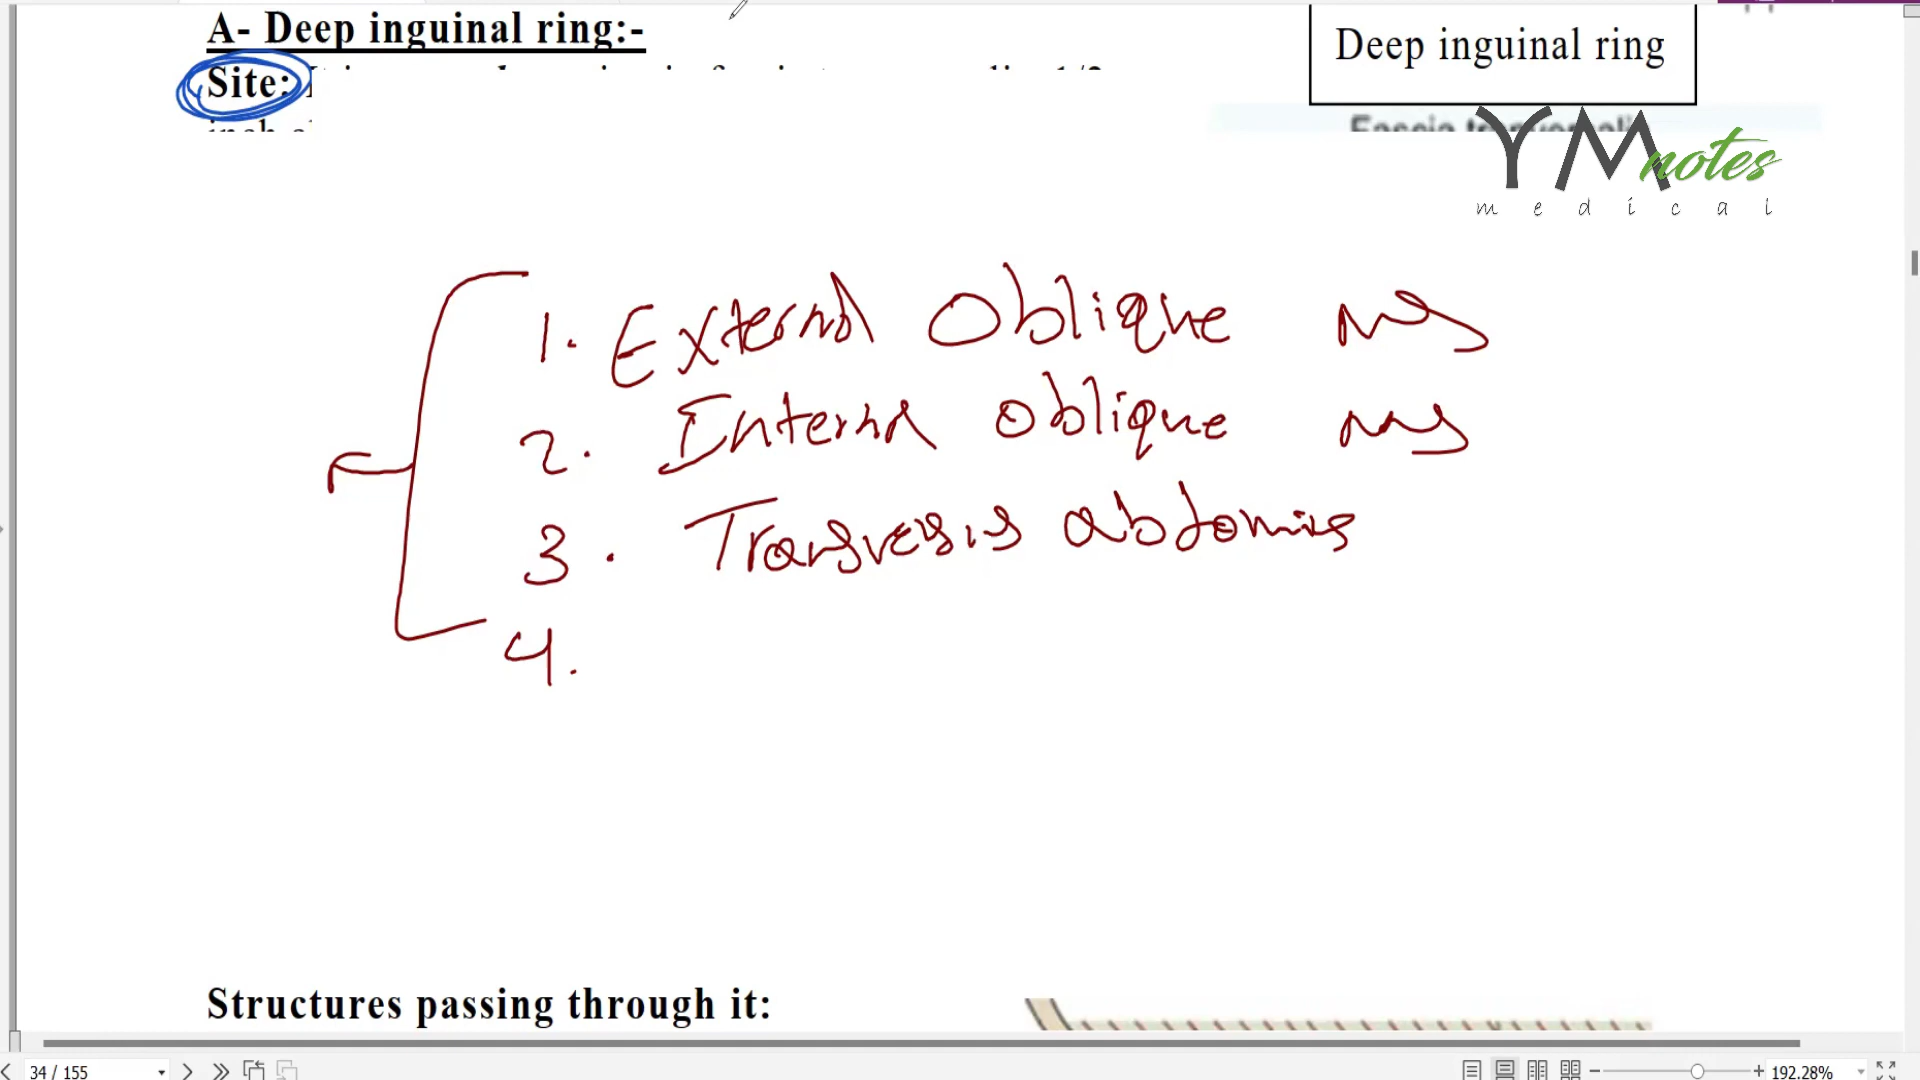 A- Deep inguinal ring:-
Deep inguinal ring
Site:
YM notes
medical
1. External Oblique ms
2. Internal Oblique ms
3. Transversis abdominis
4.
Structures passing through it:
34 / 155
192.28%